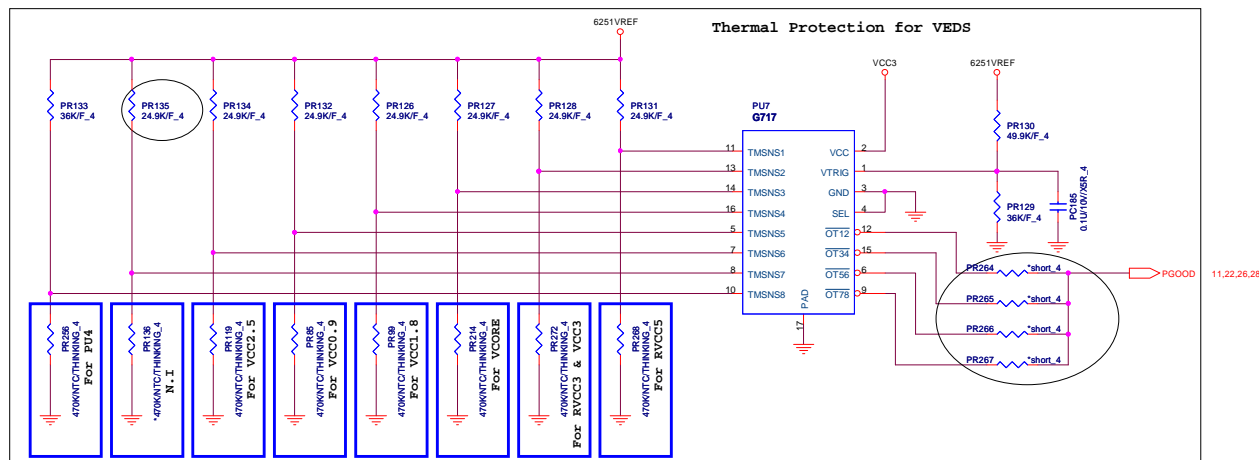 Thermal Protection for VEDS
6251VREF
VCC3
6251VREF
PR133
36K/F_4
PR135
24.9K/F_4
PR134
24.9K/F_4
PR132
24.9K/F_4
PR126
24.9K/F_4
PR127
24.9K/F_4
PR128
24.9K/F_4
PR131
24.9K/F_4
PU7
G717
PR130
49.9K/F_4
PR129
36K/F_4
PC185
0.1U/10V/X5R_4
11 TMSNS1
13 TMSNS2
14 TMSNS3
16 TMSNS4
5 TMSNS5
7 TMSNS6
8 TMSNS7
10 TMSNS8
VCC 2
VTRIG 1
GND 3
SEL 4
OT12 12
OT34 15
OT56 6
OT78 9
PAD
17
PR264 *short_4
PR265 *short_4
PR266 *short_4
PR267 *short_4
PGOOD 11,22,26,28
PR256
470K/NTC/THINKING_4
For PU4
PR136
*470K/NTC/THINKING_4
N.I
PR119
470K/NTC/THINKING_4
For VCC2.5
PR85
470K/NTC/THINKING_4
For VCC0.9
PR99
470K/NTC/THINKING_4
For VCC1.8
PR214
470K/NTC/THINKING_4
For VCORE
PR272
470K/NTC/THINKING_4
For RVCC3 & VCC3
PR268
470K/NTC/THINKING_4
For RVCC5